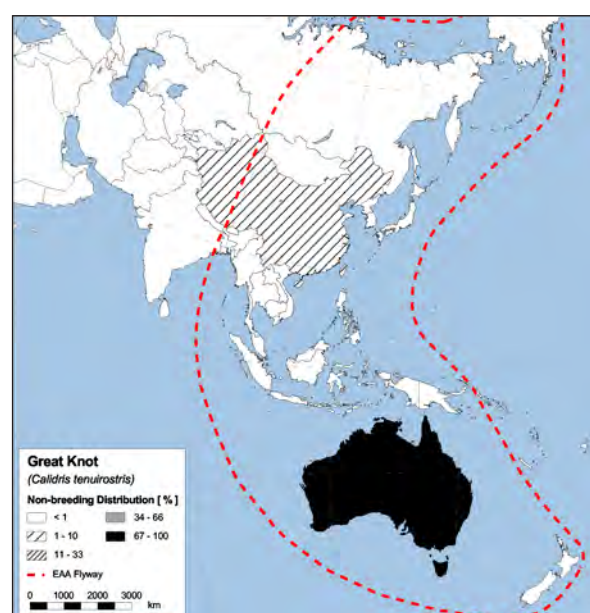 Great Knot
(Calidris tenuirostris)
Non-breeding Distribution [ % ]
< 1 34 - 66
1 - 10 67 - 100
11 - 33
EAA Flyway
0 1000 2000 3000
km